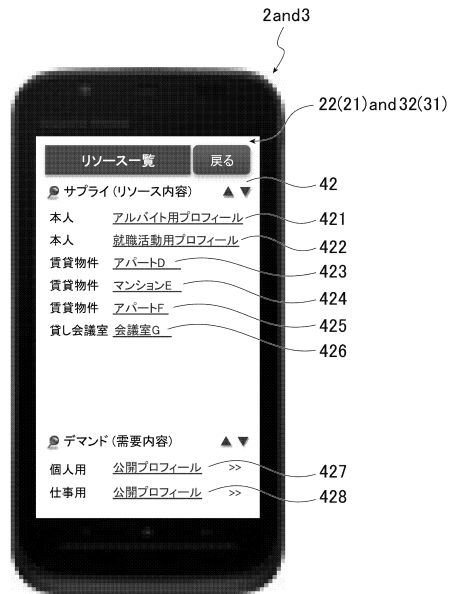 2and3
22(21)and32(31)
リソース一覧 戻る
サプライ(リソース内容) ▲ ▼ 42
本人 アルバイト用プロフィール 421
本人 就職活動用プロフィール 422
賃貸物件 アパートD 423
賃貸物件 マンションE 424
賃貸物件 アパートF 425
貸し会議室 会議室G 426
デマンド(需要内容) ▲ ▼
個人用 公開プロフィール >> 427
仕事用 公開プロフィール >> 428